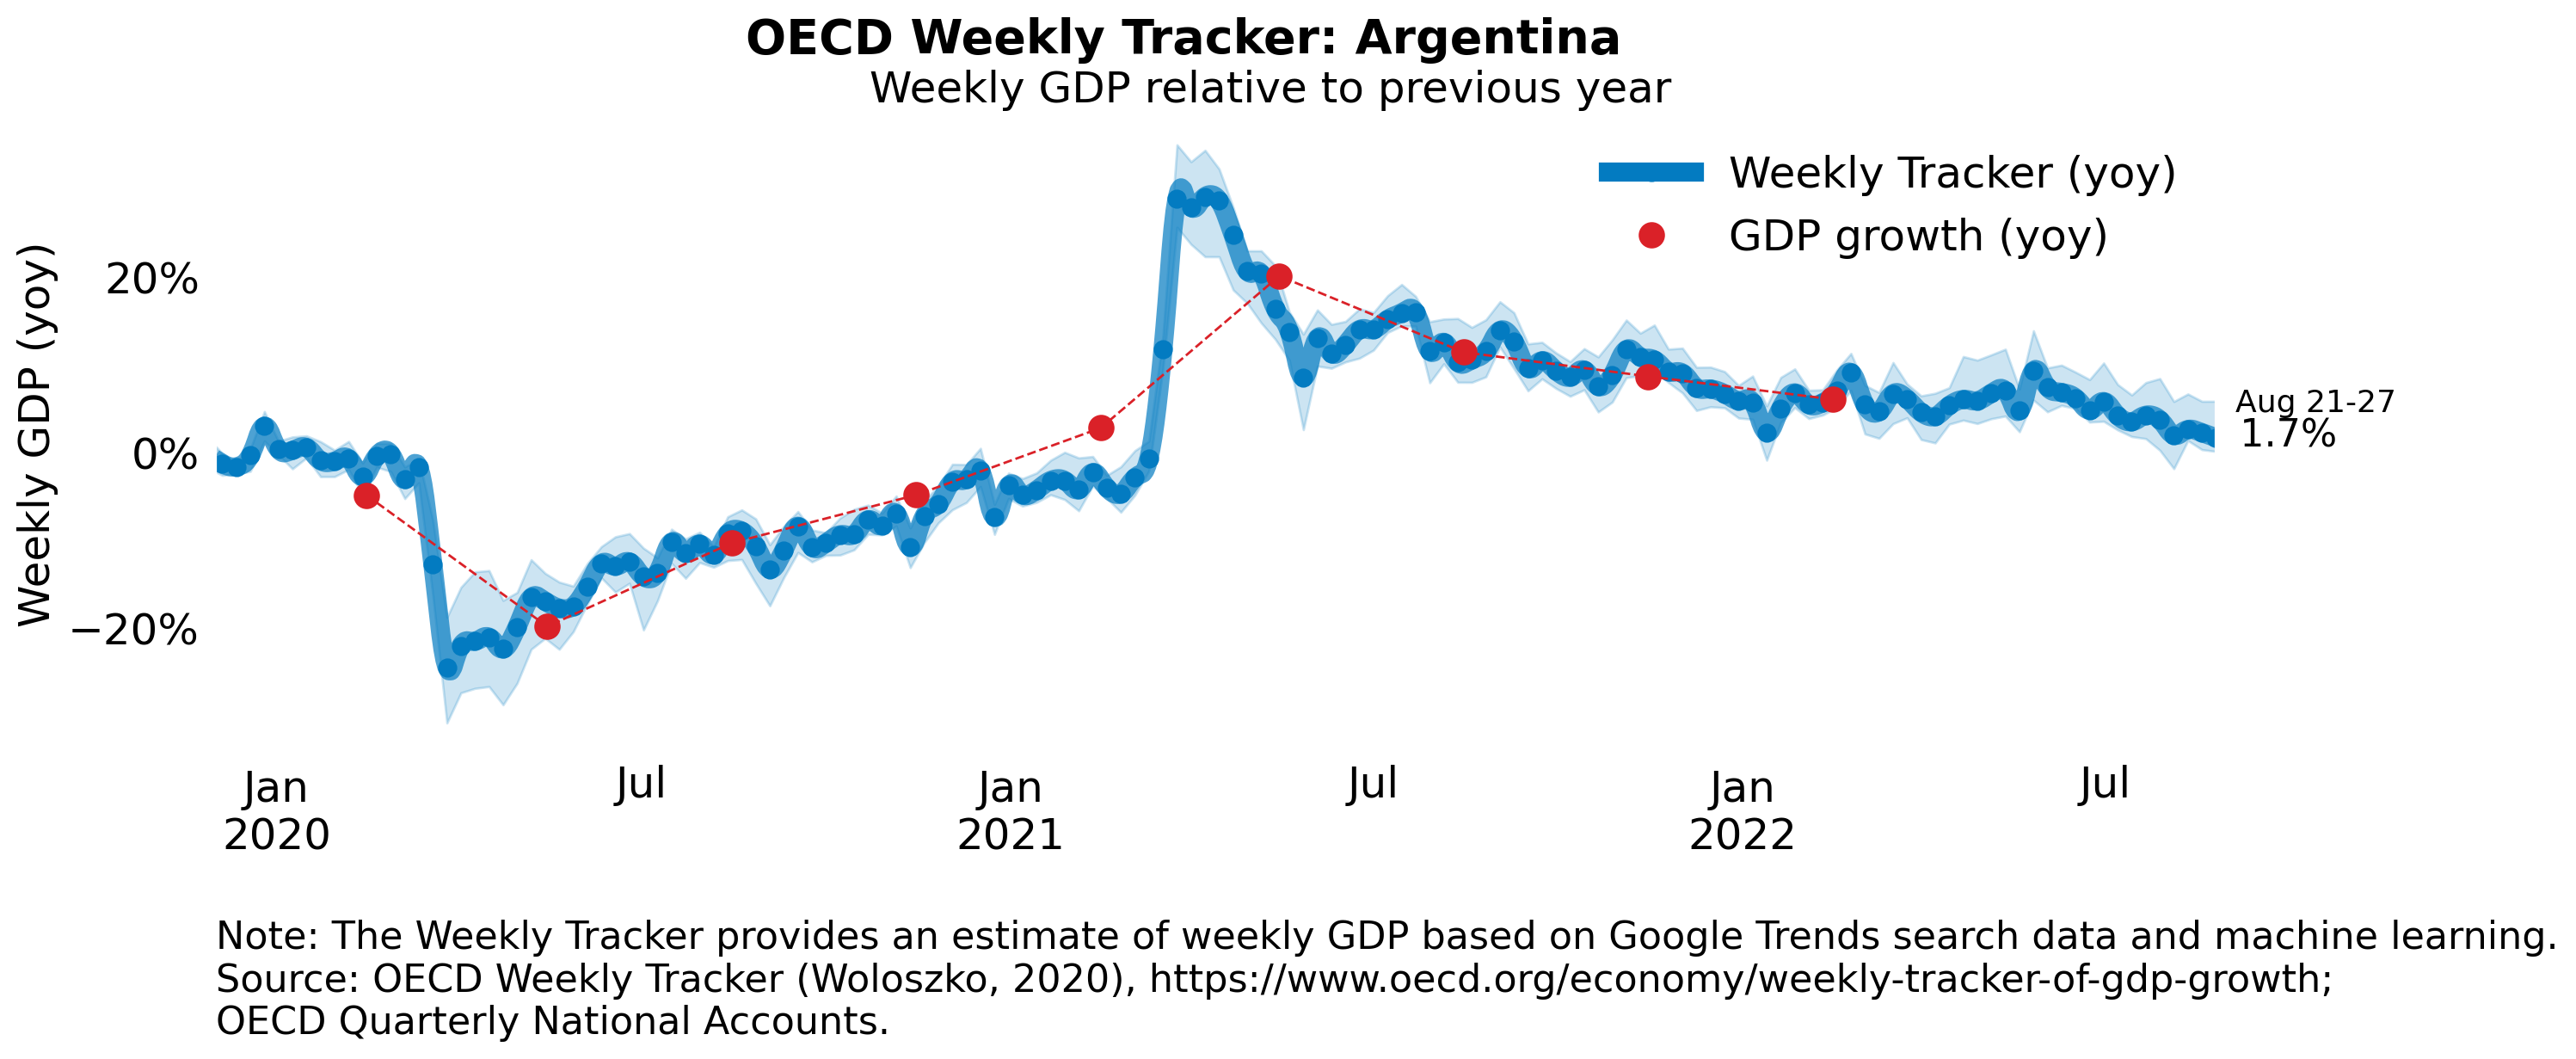 OECD Weekly Tracker: Argentina
Weekly GDP relative to previous year
Weekly Tracker (yoy)
GDP growth (yoy)
Weekly GDP (yoy)
20%
0%
−20%
Aug 21-27
1.7%
Jan
2020
Jul
Jan
2021
Jul
Jan
2022
Jul
Note: The Weekly Tracker provides an estimate of weekly GDP based on Google Trends search data and machine learning.
Source: OECD Weekly Tracker (Woloszko, 2020), https://www.oecd.org/economy/weekly-tracker-of-gdp-growth;
OECD Quarterly National Accounts.